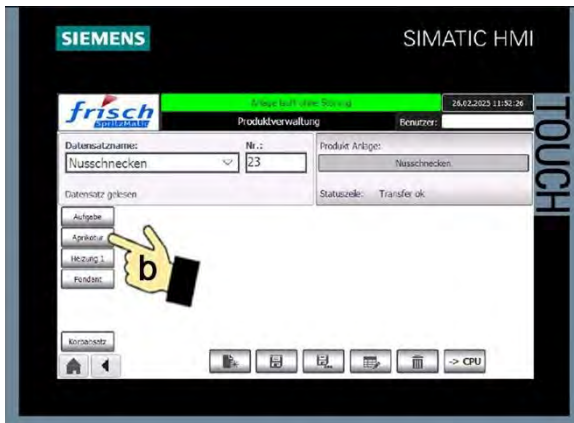 SIEMENS
SIMATIC HMI
TOUCH
frisch
SpritzMatic
Anlage läuft ohne Störung
26.02.2025 11:52:26
Produktverwaltung
Benutzer:
Datensatzname:
Nr.:
Produkt Anlage:
Nusschnecken
23
Nusschnecken
Datensatz gelesen
Statuszeile: Transfer ok
Aufgabe
Aprikotur
Heizung 1
Fondant
b
-> CPU